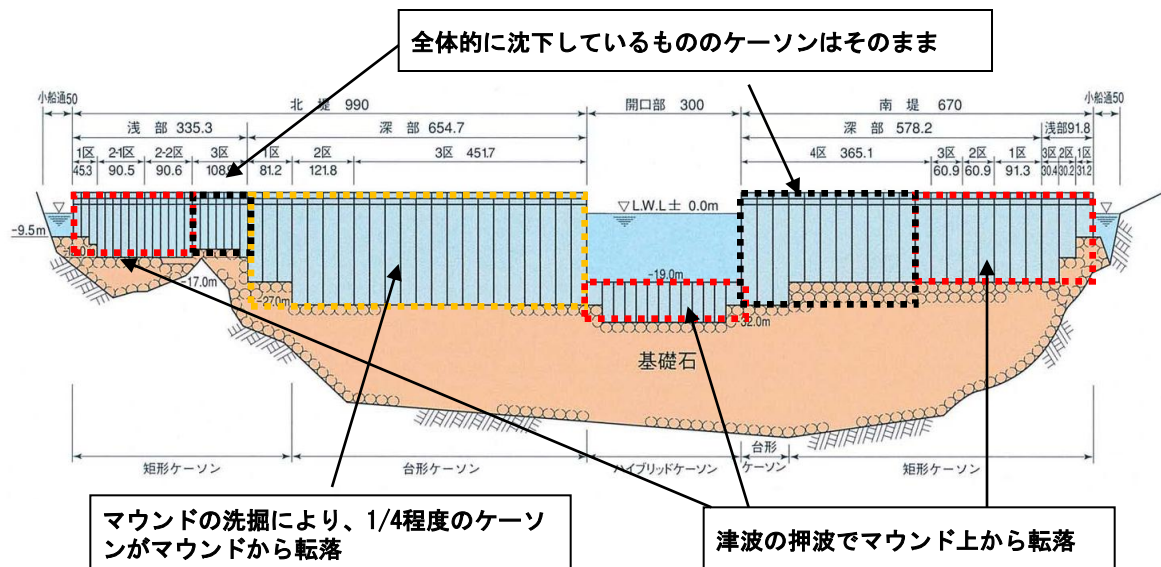 全体的に沈下しているもののケーソンはそのまま
小船通50
北 堤 990
開口部 300
南 堤 670
小船通50
浅 部 335.3
深 部 654.7
深 部 578.2
浅部91.8
1区
2-1区
2-2区
3区
1区
2区
3区 451.7
4区 365.1
3区
2区
1区
3区
2区
1区
45.3
90.5
90.6
81.2
121.8
60.9
60.9
91.3
30.4
30.2
31.2
▽L.W.L± 0.0m
-9.5m
-19.0m
-17.0m
-27.0m
-32.0m
基礎石
矩形ケーソン
台形ケーソン
ハイブリッドケーソン
台形
ケーソン
矩形ケーソン
マウンドの洗掘により、1/4程度のケーソ
ンがマウンドから転落
津波の押波でマウンド上から転落